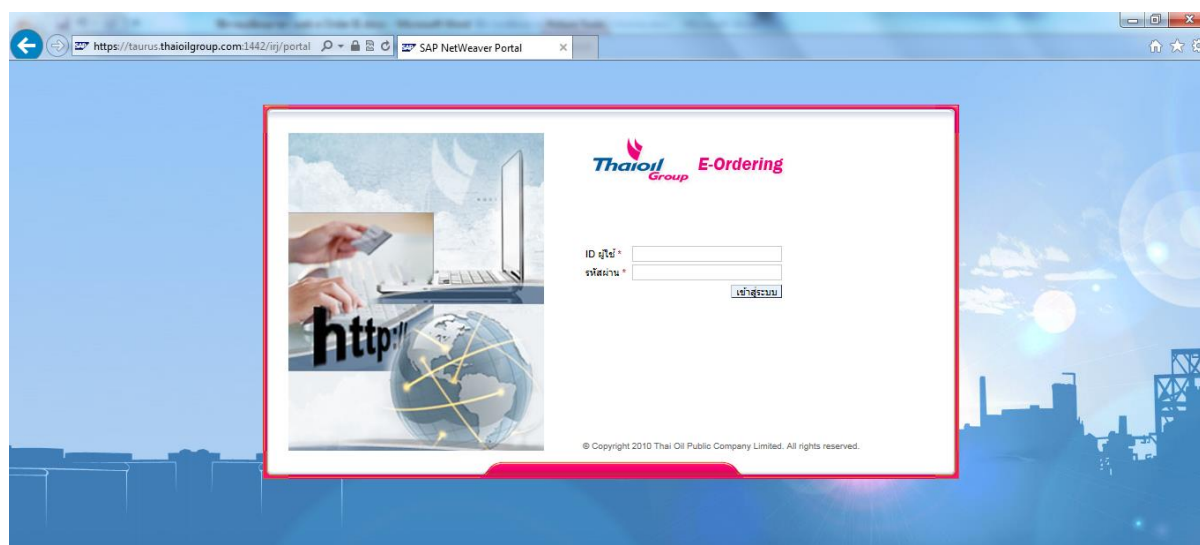 https://taurus.thaioilgroup.com:1442/irj/portal
SAP NetWeaver Portal
Thaioil
Group
E-Ordering
ID ผู้ใช้ *
รหัสผ่าน *
เข้าสู่ระบบ
http://
© Copyright 2010 Thai Oil Public Company Limited. All rights reserved.